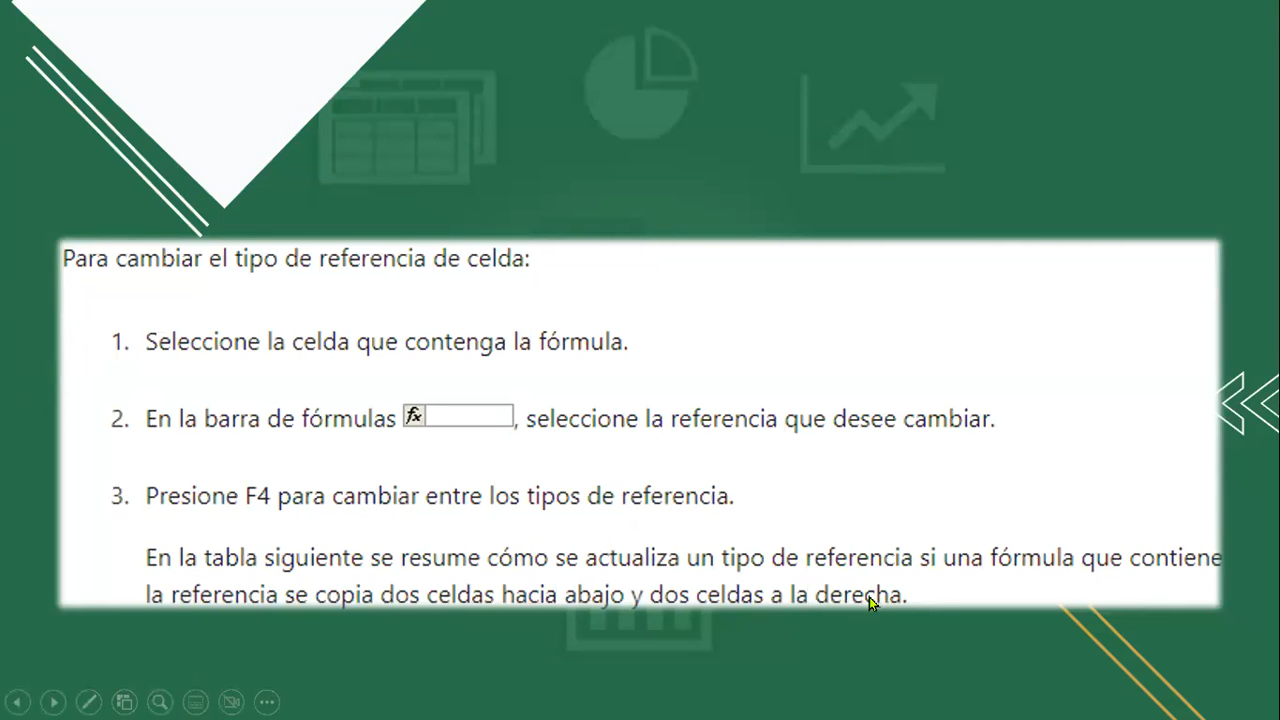 Para cambiar el tipo de referencia de celda:
1. Seleccione la celda que contenga la fórmula.
2. En la barra de fórmulas fx , seleccione la referencia que desee cambiar.
3. Presione F4 para cambiar entre los tipos de referencia.
En la tabla siguiente se resume cómo se actualiza un tipo de referencia si una fórmula que contiene
la referencia se copia dos celdas hacia abajo y dos celdas a la derecha.